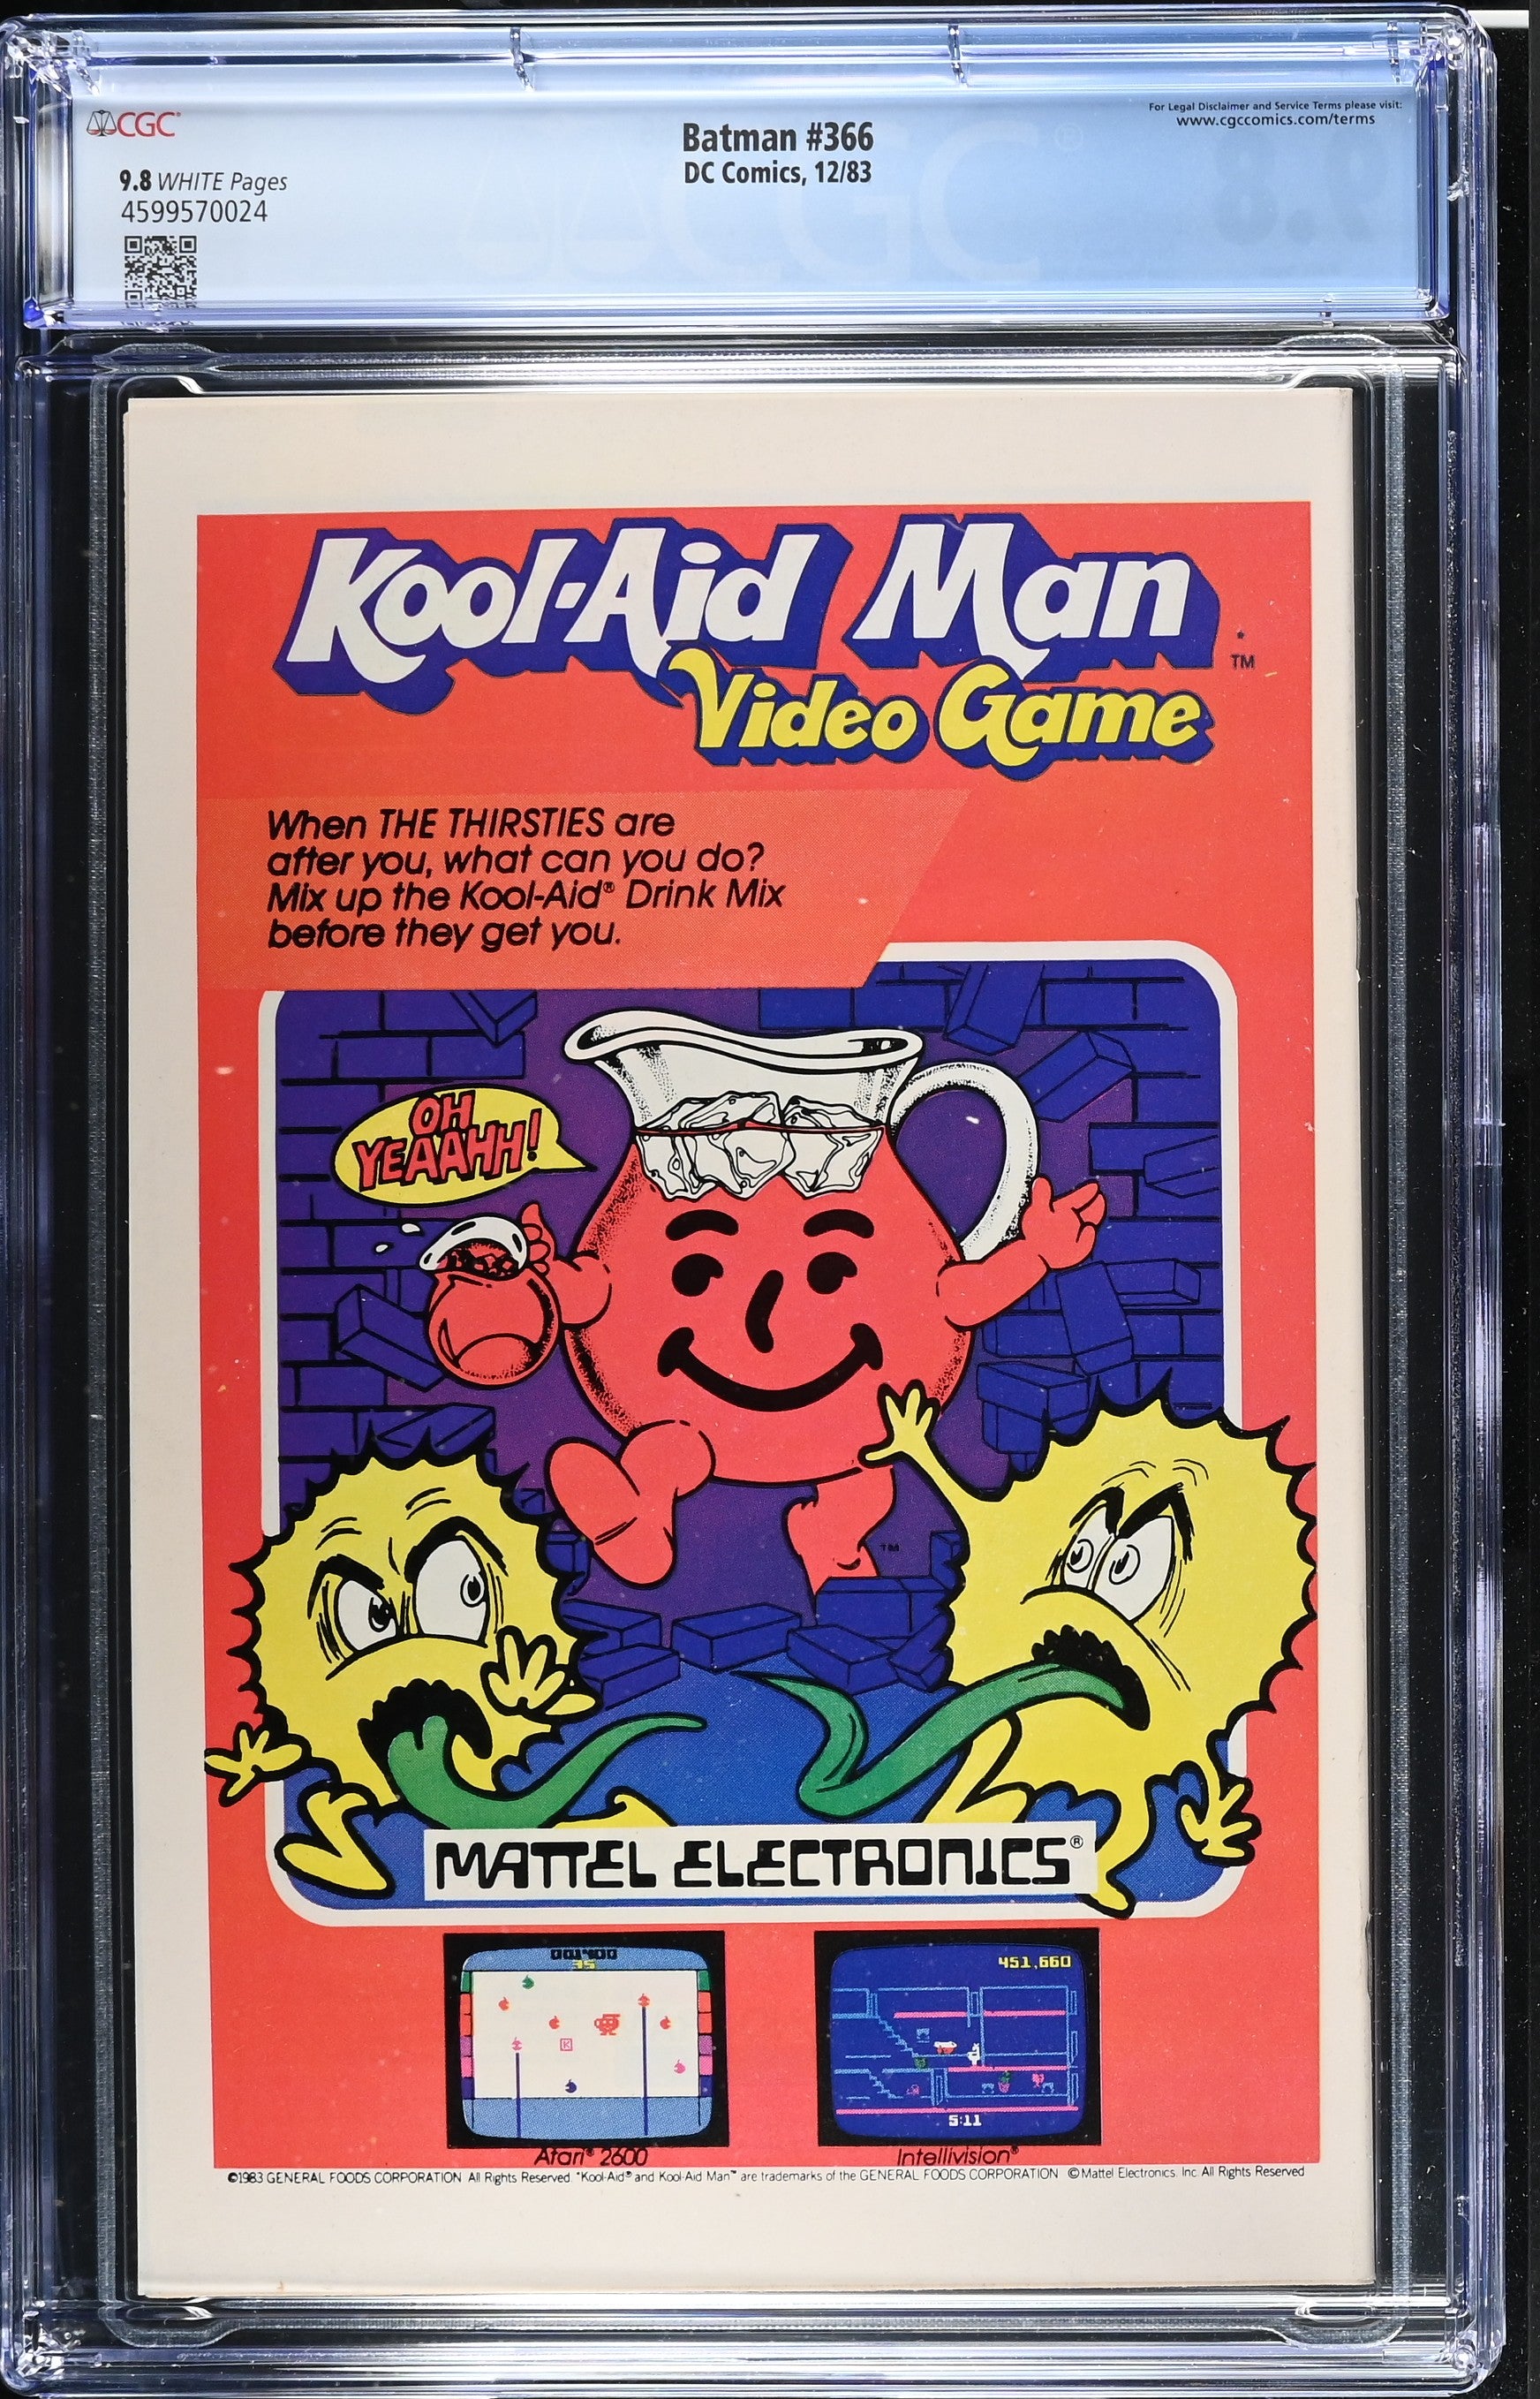 CGC®
For Legal Disclaimer and Service Terms please visit:
www.cgccomics.com/terms
Batman #366
DC Comics, 12/83
9.8 WHITE Pages
4599570024
Kool-Aid Man
TM
Video Game
When THE THIRSTIES are
after you, what can you do?
Mix up the Kool-Aid® Drink Mix
before they get you.
OH
YEAAHH!
TM
MATTEL ELECTRONICS®
35
K
451,660
5:11
Atari® 2600
Intellivision®
©1983 GENERAL FOODS CORPORATION All Rights Reserved. "Kool-Aid® and Kool-Aid Man™ are trademarks of the GENERAL FOODS CORPORATION ©Mattel Electronics. Inc. All Rights Reserved